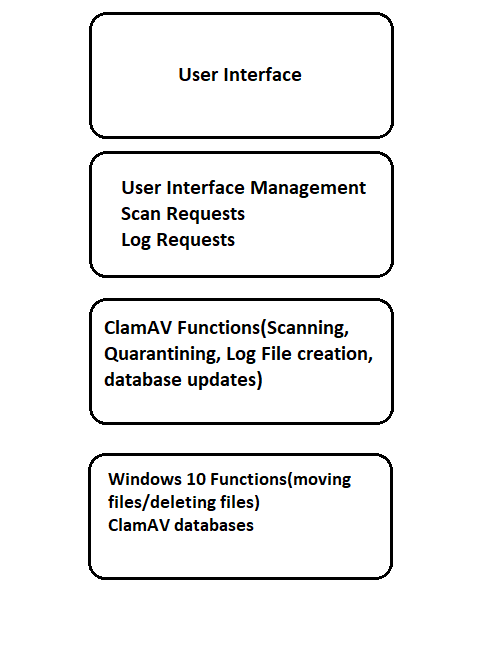 User Interface
User Interface Management
Scan Requests
Log Requests
ClamAV Functions(Scanning,
Quarantining, Log File creation,
database updates)
Windows 10 Functions(moving
files/deleting files)
ClamAV databases